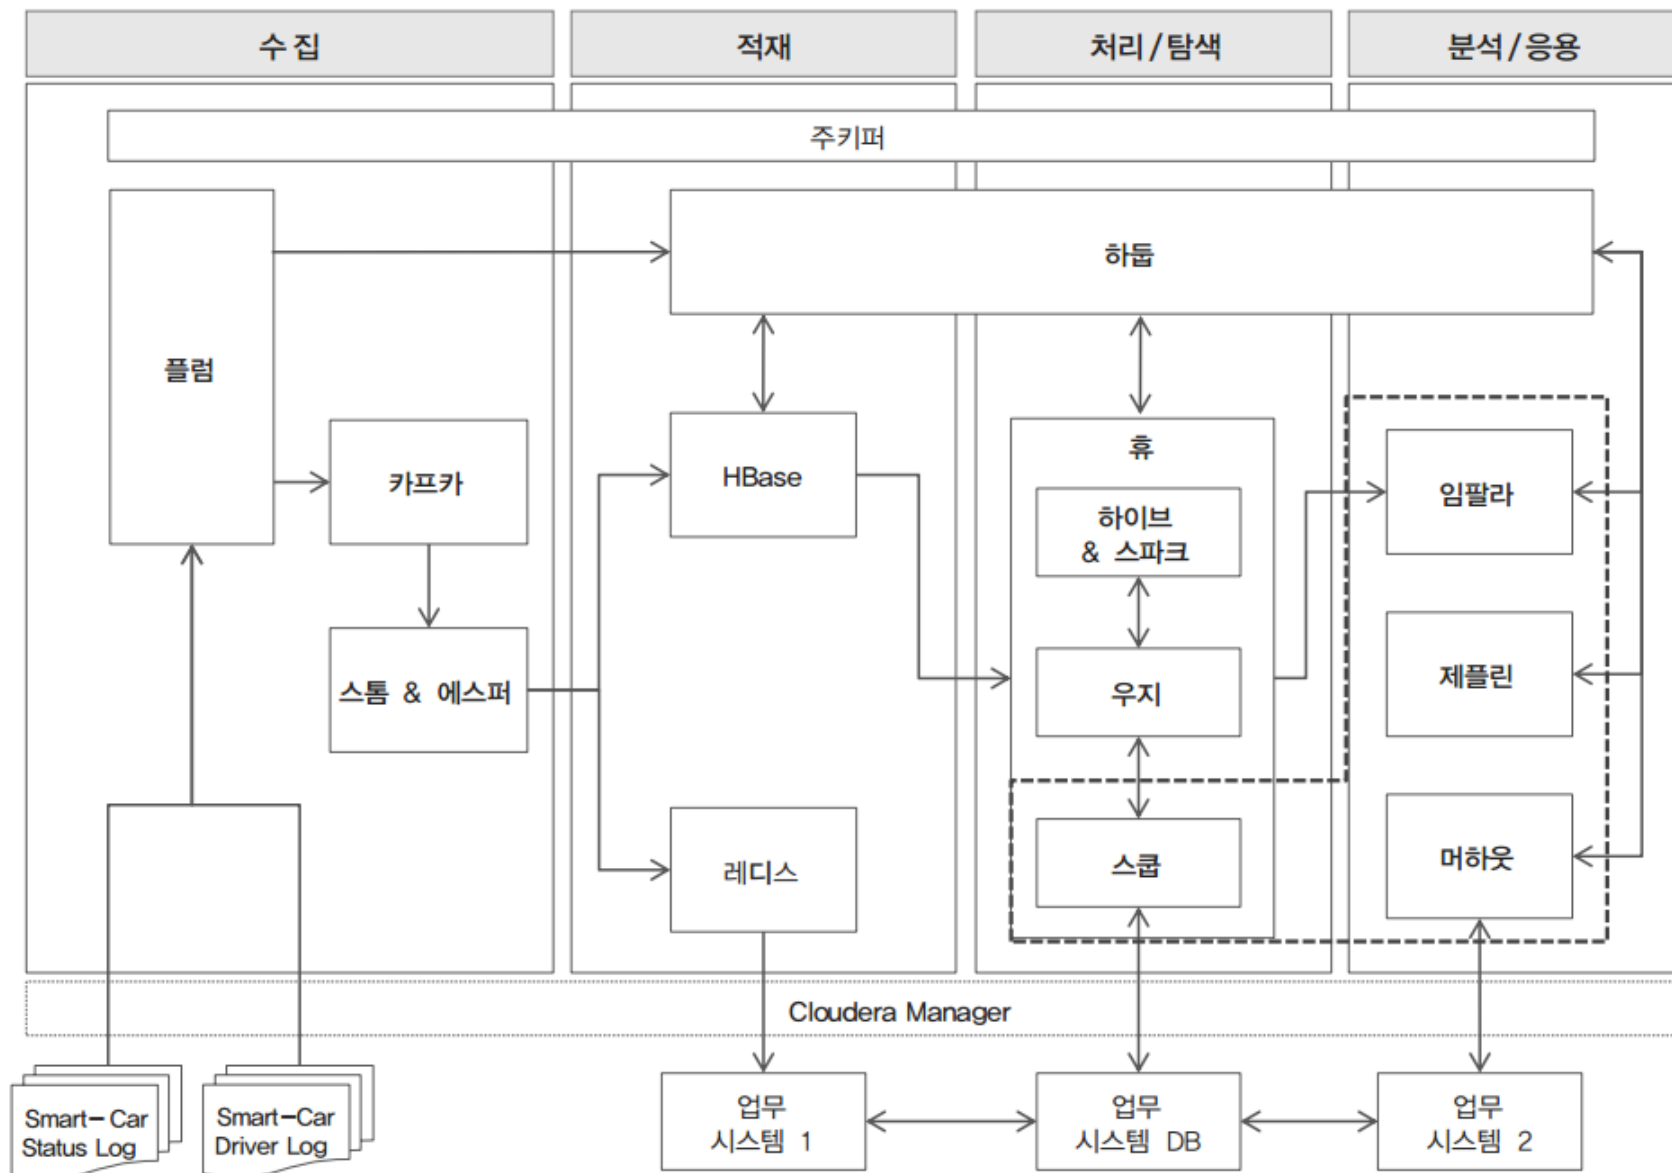 수집
적재
처리/탐색
분석/응용
주키퍼
하둡
플럼
카프카
스톰 & 에스퍼
HBase
레디스
휴
하이브
& 스파크
우지
스쿱
임팔라
제플린
머하웃
Cloudera Manager
Smart-Car
Status Log
Smart-Car
Driver Log
업무
시스템 1
업무
시스템 DB
업무
시스템 2